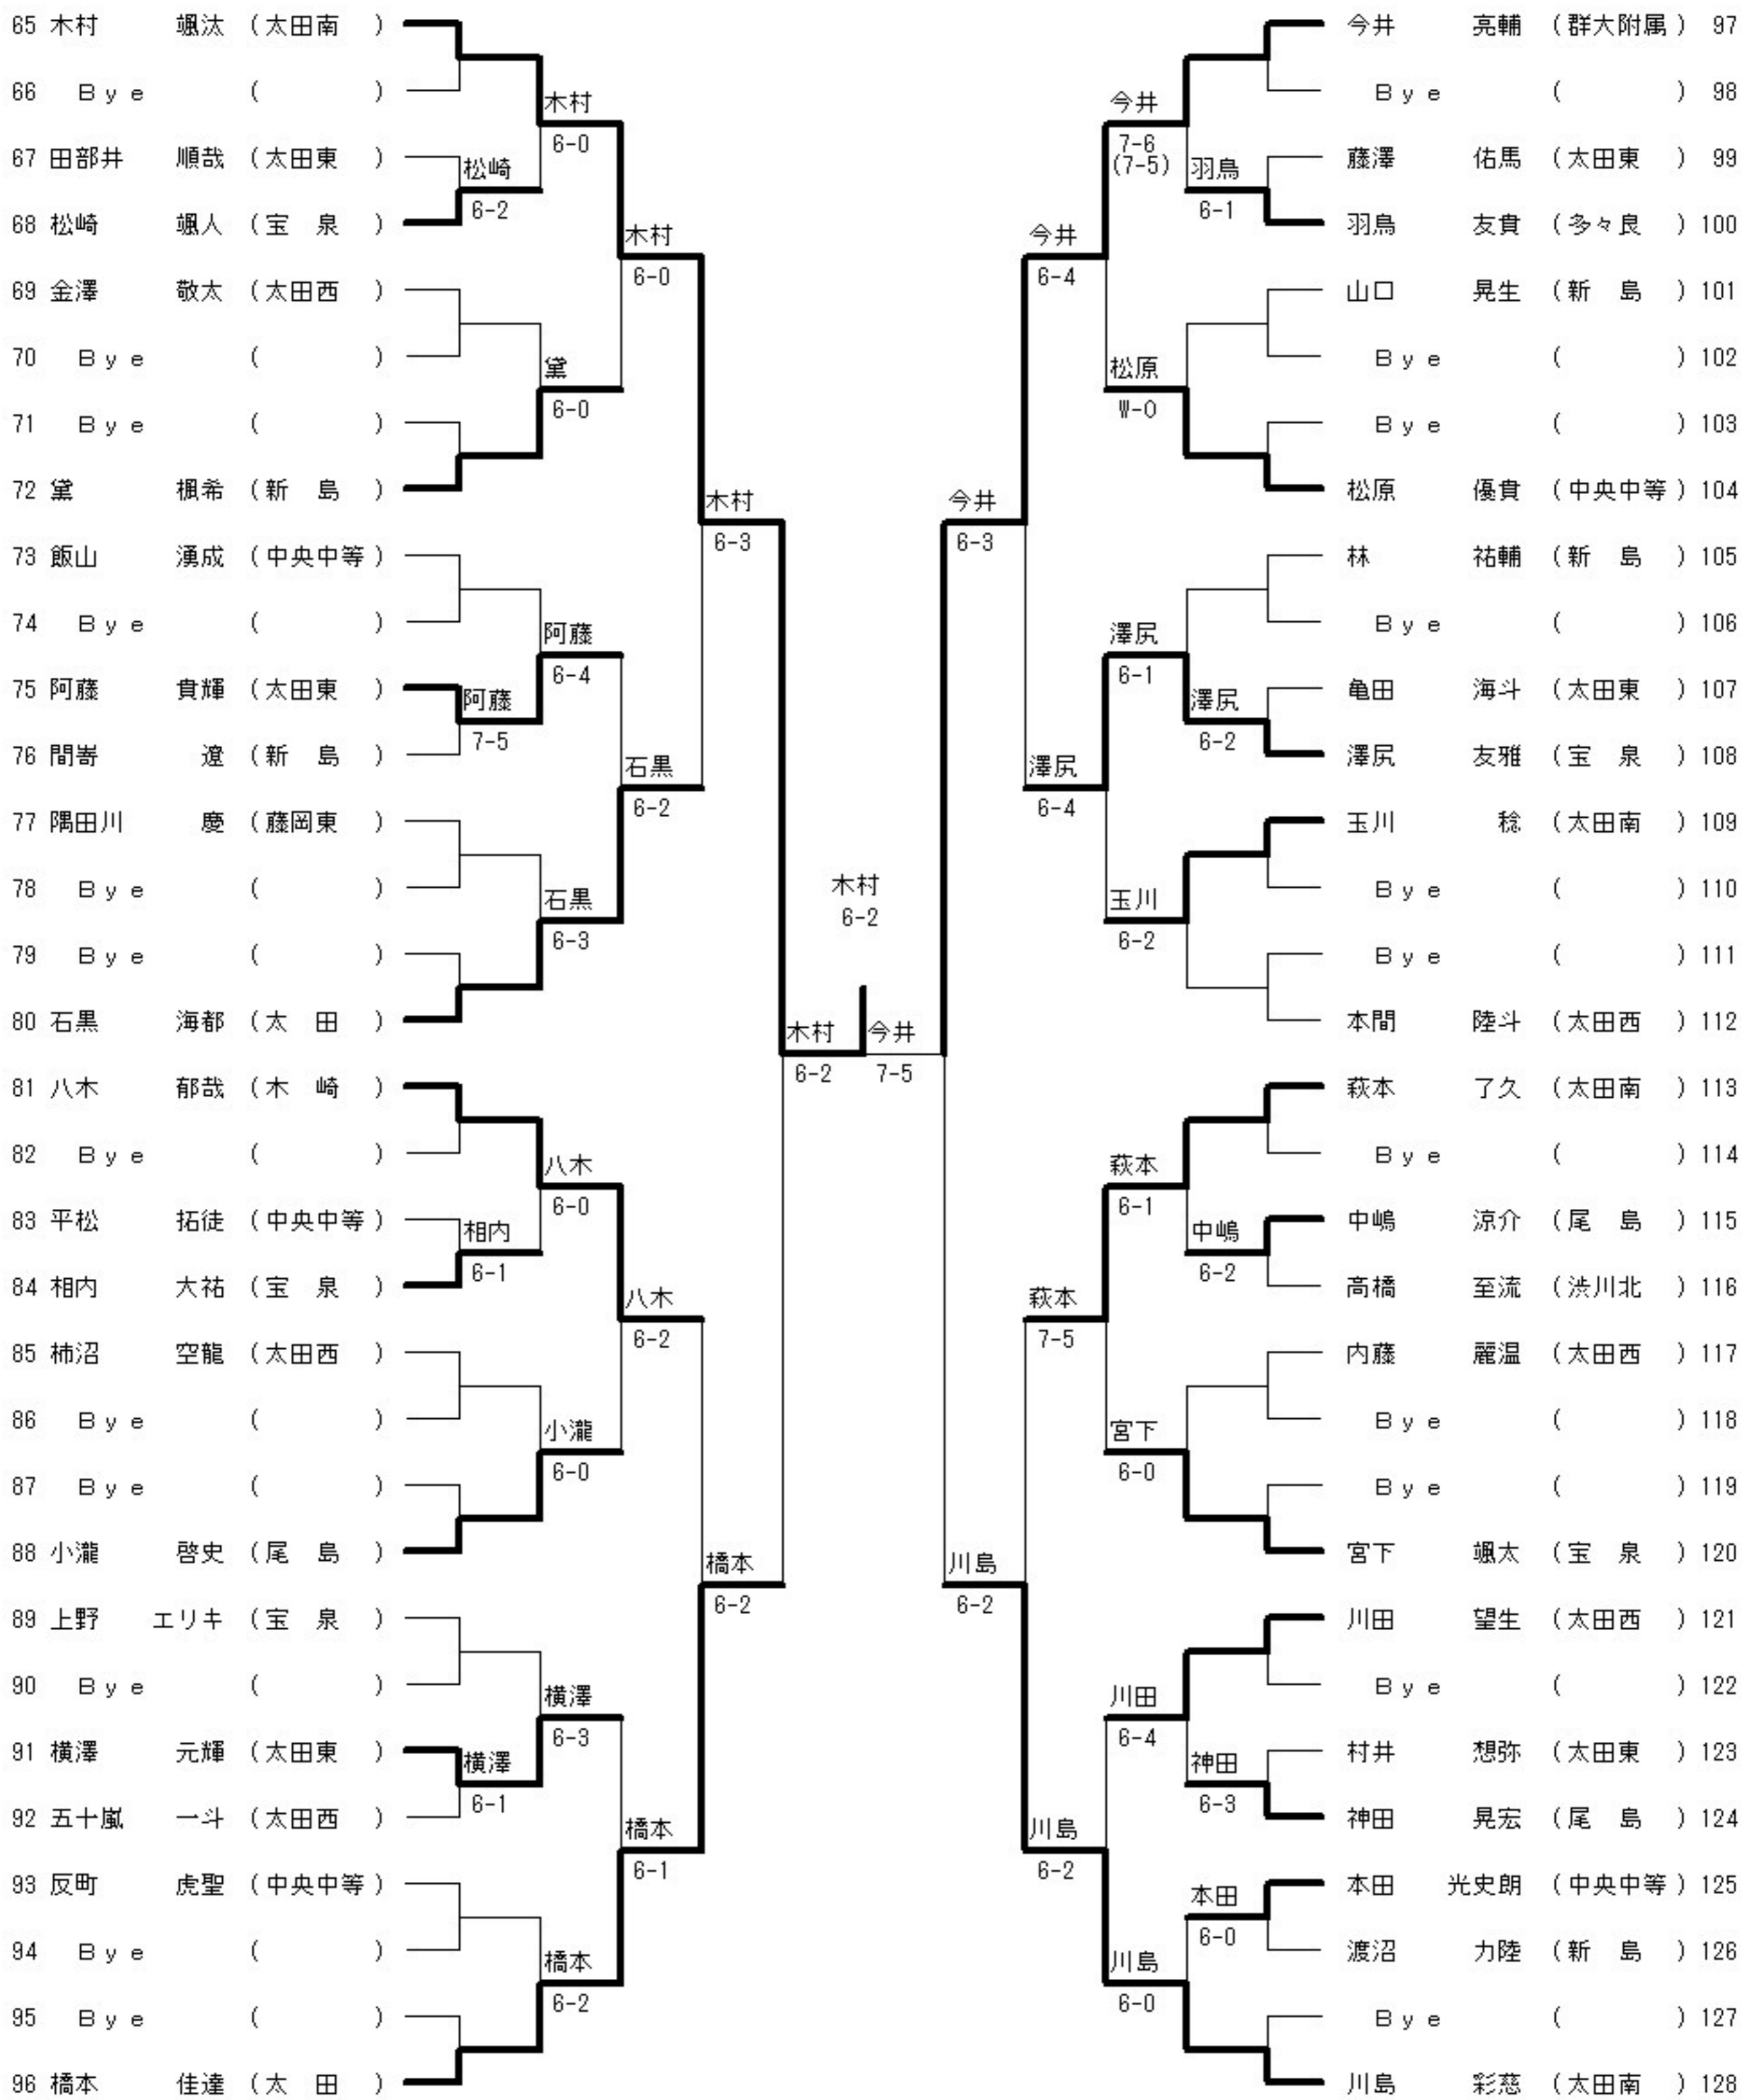 65 木村 颯汰 (太田南)
66 Bye ( )
67 田部井 順哉 (太田東)
68 松崎 颯人 (宝 泉)
69 金澤 敬太 (太田西)
70 Bye ( )
71 Bye ( )
72 黛 楓希 (新 島)
73 飯山 湧成 (中央中等)
74 Bye ( )
75 阿藤 貴輝 (太田東)
76 間嵜 遼 (新 島)
77 隅田川 慶 (藤岡東)
78 Bye ( )
79 Bye ( )
80 石黒 海都 (太 田)
81 八木 郁哉 (木 崎)
82 Bye ( )
83 平松 拓徒 (中央中等)
84 相内 大祐 (宝 泉)
85 柿沼 空龍 (太田西)
86 Bye ( )
87 Bye ( )
88 小瀧 啓史 (尾 島)
89 上野 エリキ (宝 泉)
90 Bye ( )
91 横澤 元輝 (太田東)
92 五十嵐 一斗 (太田西)
93 反町 虎聖 (中央中等)
94 Bye ( )
95 Bye ( )
96 橋本 佳達 (太 田)
松崎
6-2
阿藤
7-5
相内
6-1
横澤
6-1
木村
6-0
黛
6-0
阿藤
6-4
石黒
6-3
八木
6-0
小瀧
6-0
横澤
6-3
橋本
6-2
木村
6-0
石黒
6-2
八木
6-2
橋本
6-1
木村
6-3
橋本
6-2
木村
6-2
木村
6-2
今井
7-5
今井
6-3
川島
6-2
今井
6-4
澤尻
6-4
萩本
7-5
川島
6-2
今井
7-6
(7-5)
松原
W-O
澤尻
6-1
玉川
6-2
萩本
6-1
宮下
6-0
川田
6-4
川島
6-0
羽鳥
6-1
澤尻
6-2
中嶋
6-2
神田
6-3
本田
6-0
今井 亮輔 (群大附属) 97
Bye ( ) 98
藤澤 佑馬 (太田東) 99
羽鳥 友貴 (多々良) 100
山口 晃生 (新 島) 101
Bye ( ) 102
Bye ( ) 103
松原 優貴 (中央中等) 104
林 祐輔 (新 島) 105
Bye ( ) 106
亀田 海斗 (太田東) 107
澤尻 友雅 (宝 泉) 108
玉川 稔 (太田南) 109
Bye ( ) 110
Bye ( ) 111
本間 陸斗 (太田西) 112
萩本 了久 (太田南) 113
Bye ( ) 114
中嶋 涼介 (尾 島) 115
高橋 至流 (渋川北) 116
内藤 麗温 (太田西) 117
Bye ( ) 118
Bye ( ) 119
宮下 颯太 (宝 泉) 120
川田 望生 (太田西) 121
Bye ( ) 122
村井 想弥 (太田東) 123
神田 晃宏 (尾 島) 124
本田 光史朗 (中央中等) 125
渡沼 力陸 (新 島) 126
Bye ( ) 127
川島 彩慈 (太田南) 128